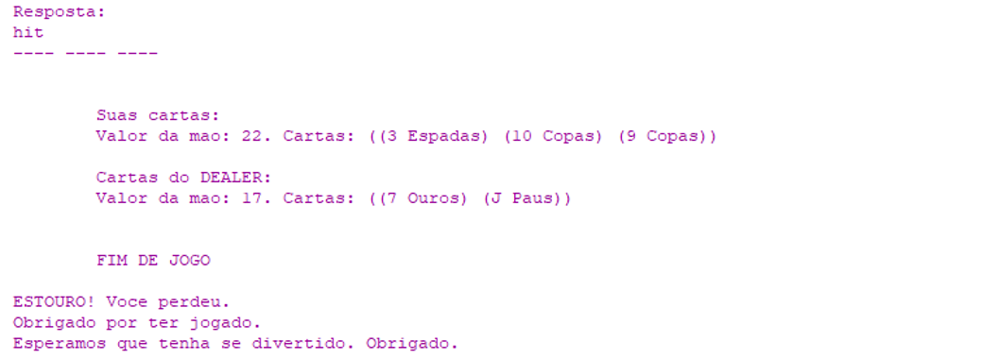 Resposta:
hit
---- ---- ----
Suas cartas:
Valor da mao: 22. Cartas: ((3 Espadas) (10 Copas) (9 Copas))
Cartas do DEALER:
Valor da mao: 17. Cartas: ((7 Ouros) (J Paus))
FIM DE JOGO
ESTOURO! Voce perdeu.
Obrigado por ter jogado.
Esperamos que tenha se divertido. Obrigado.